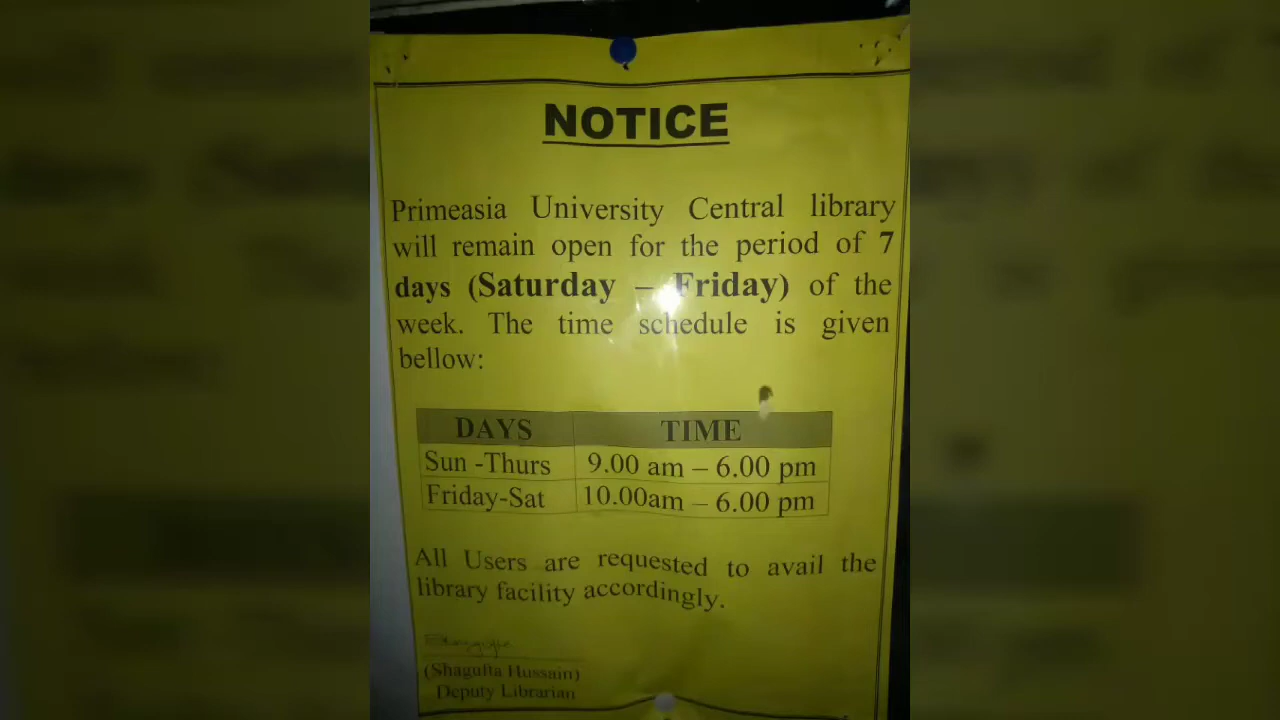 NOTICE
Primeasia University Central library
will remain open for the period of 7
days (Saturday – Friday) of the
week. The time schedule is given
bellow:
DAYS TIME
Sun -Thurs 9.00 am – 6.00 pm
Friday-Sat 10.00am – 6.00 pm
All Users are requested to avail the
library facility accordingly.
(Shagufta Hussain)
Deputy Librarian